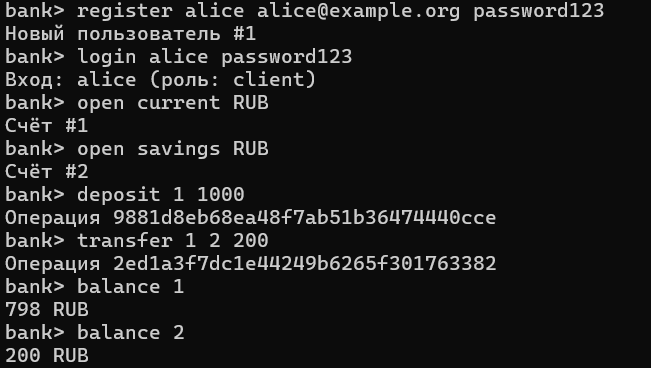 bank> register alice alice@example.org password123
Новый пользователь #1
bank> login alice password123
Вход: alice (роль: client)
bank> open current RUB
Счёт #1
bank> open savings RUB
Счёт #2
bank> deposit 1 1000
Операция 9881d8eb68ea48f7ab51b36474440cce
bank> transfer 1 2 200
Операция 2ed1a3f7dc1e44249b6265f301763382
bank> balance 1
798 RUB
bank> balance 2
200 RUB